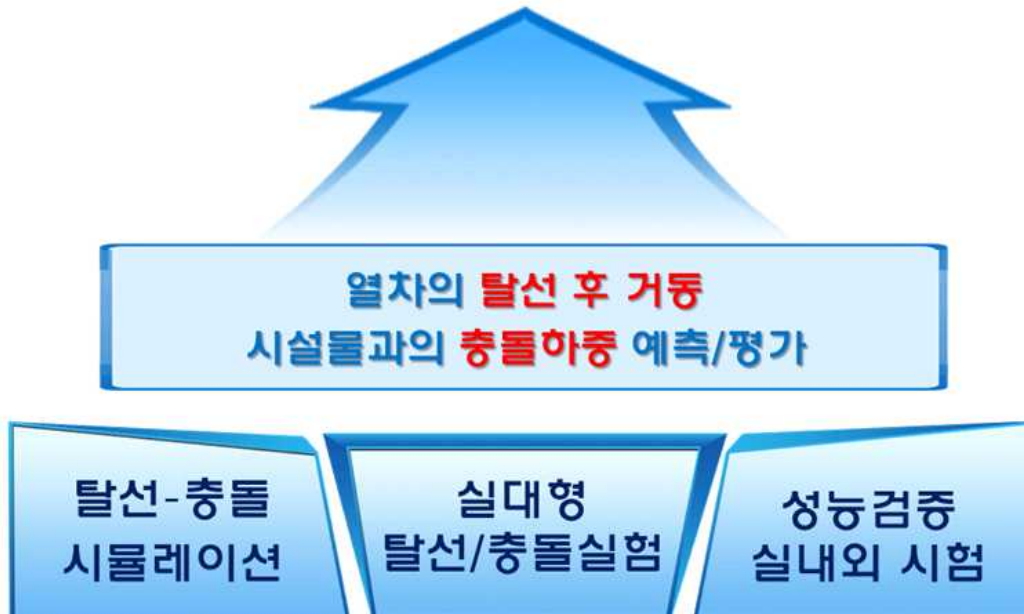 열차의 탈선 후 거동
시설물과의 충돌하중 예측/평가
탈선-충돌
시뮬레이션
실대형
탈선/충돌실험
성능검증
실내외 시험